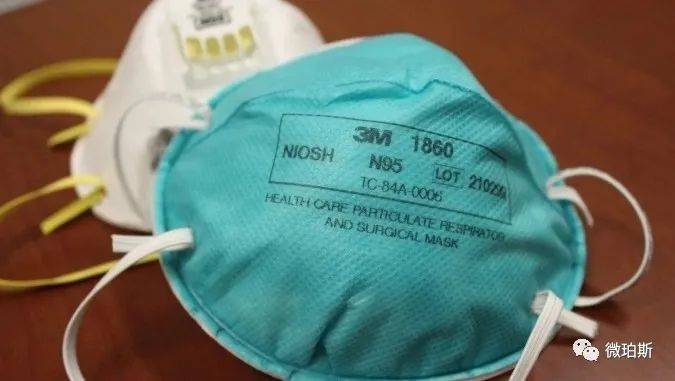 3M 1860
NIOSH N95 LOT
TC-84A-0006
HEALTH CARE PARTICULATE RESPIRATOR
AND SURGICAL MASK
微珀斯